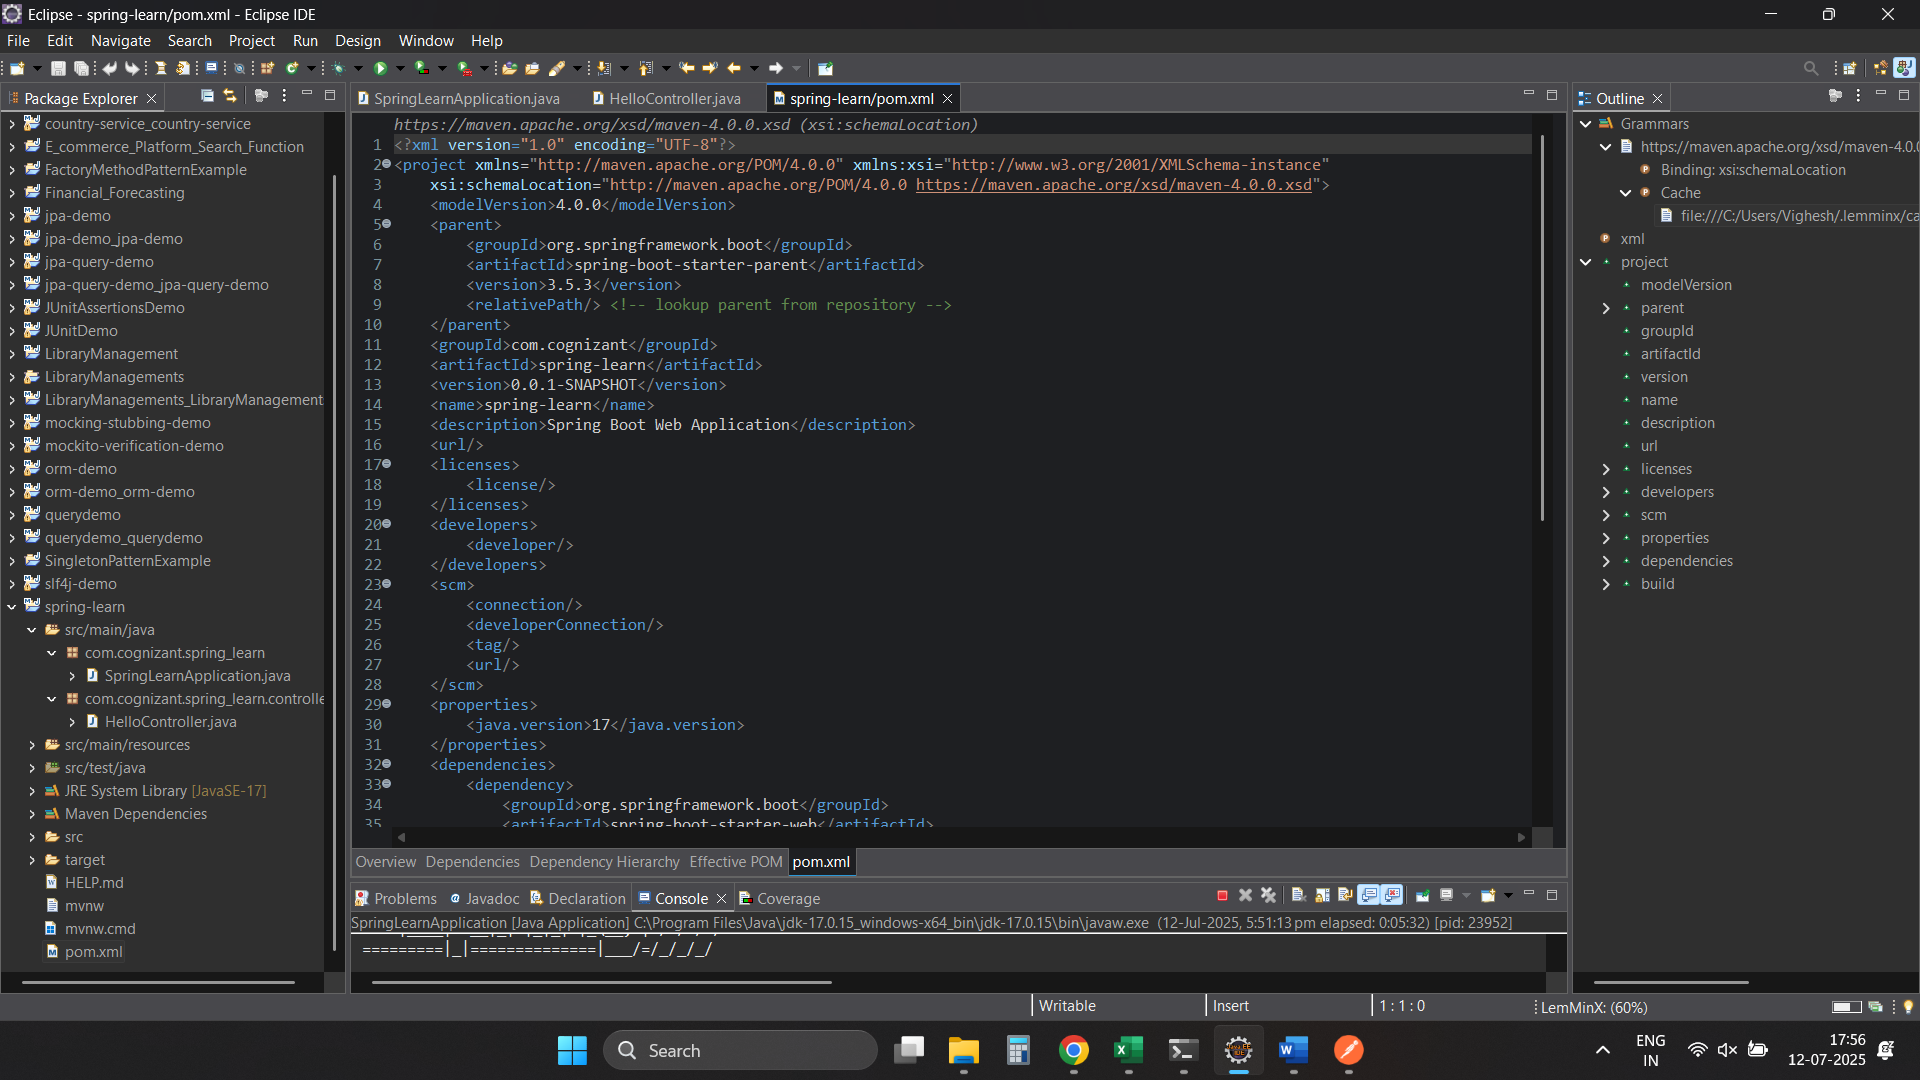 Eclipse - spring-learn/pom.xml - Eclipse IDE
File Edit Navigate Search Project Run Design Window Help
Package Explorer
country-service_country-service
E_commerce_Platform_Search_Function
FactoryMethodPatternExample
Financial_Forecasting
jpa-demo
jpa-demo_jpa-demo
jpa-query-demo
jpa-query-demo_jpa-query-demo
JUnitAssertionsDemo
JUnitDemo
LibraryManagement
LibraryManagements
LibraryManagements_LibraryManagement
mocking-stubbing-demo
mockito-verification-demo
orm-demo
orm-demo_orm-demo
querydemo
querydemo_querydemo
SingletonPatternExample
slf4j-demo
spring-learn
src/main/java
com.cognizant.spring_learn
SpringLearnApplication.java
com.cognizant.spring_learn.controlle
HelloController.java
src/main/resources
src/test/java
JRE System Library [JavaSE-17]
Maven Dependencies
src
target
HELP.md
mvnw
mvnw.cmd
pom.xml
SpringLearnApplication.java HelloController.java spring-learn/pom.xml
https://maven.apache.org/xsd/maven-4.0.0.xsd (xsi:schemaLocation)
1 <?xml version="1.0" encoding="UTF-8"?>
2 <project xmlns="http://maven.apache.org/POM/4.0.0" xmlns:xsi="http://www.w3.org/2001/XMLSchema-instance"
3 xsi:schemaLocation="http://maven.apache.org/POM/4.0.0 https://maven.apache.org/xsd/maven-4.0.0.xsd">
4 <modelVersion>4.0.0</modelVersion>
5 <parent>
6 <groupId>org.springframework.boot</groupId>
7 <artifactId>spring-boot-starter-parent</artifactId>
8 <version>3.5.3</version>
9 <relativePath/> <!-- lookup parent from repository -->
10 </parent>
11 <groupId>com.cognizant</groupId>
12 <artifactId>spring-learn</artifactId>
13 <version>0.0.1-SNAPSHOT</version>
14 <name>spring-learn</name>
15 <description>Spring Boot Web Application</description>
16 <url/>
17 <licenses>
18 <license/>
19 </licenses>
20 <developers>
21 <developer/>
22 </developers>
23 <scm>
24 <connection/>
25 <developerConnection/>
26 <tag/>
27 <url/>
28 </scm>
29 <properties>
30 <java.version>17</java.version>
31 </properties>
32 <dependencies>
33 <dependency>
34 <groupId>org.springframework.boot</groupId>
35 <artifactId>spring-boot-starter-web</artifactId>
Overview Dependencies Dependency Hierarchy Effective POM pom.xml
Problems Javadoc Declaration Console Coverage
SpringLearnApplication [Java Application] C:\Program Files\Java\jdk-17.0.15_windows-x64_bin\jdk-17.0.15\bin\javaw.exe (12-Jul-2025, 5:51:13 pm elapsed: 0:05:32) [pid: 23952]
=========|_|==============|___/=/_/_/_/
Outline
Grammars
https://maven.apache.org/xsd/maven-4.0.0
Binding: xsi:schemaLocation
Cache
file:///C:/Users/Vighesh/.lemminx/ca
xml
project
modelVersion
parent
groupId
artifactId
version
name
description
url
licenses
developers
scm
properties
dependencies
build
Writable Insert 1 : 1 : 0 LemMinX: (60%)
Search
ENG
IN
17:56
12-07-2025